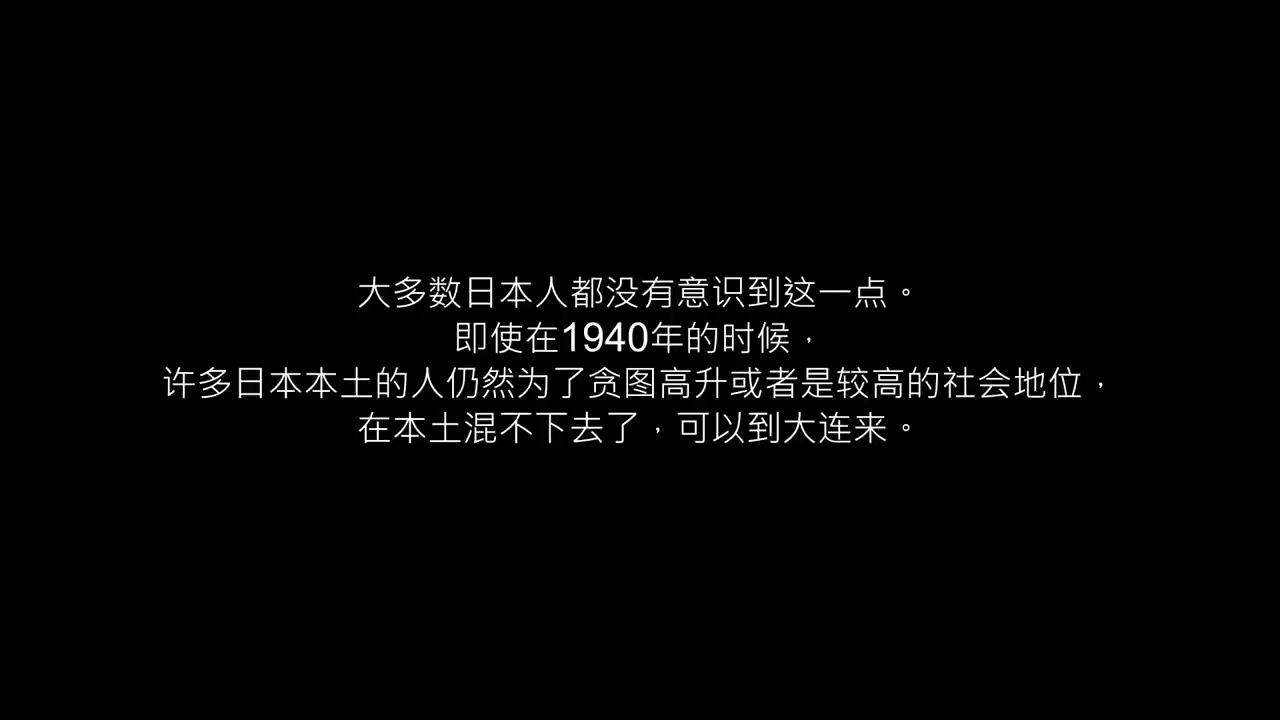 大多数日本人都没有意识到这一点。
即使在1940年的时候，
许多日本本土的人仍然为了贪图高升或者是较高的社会地位，
在本土混不下去了，可以到大连来。